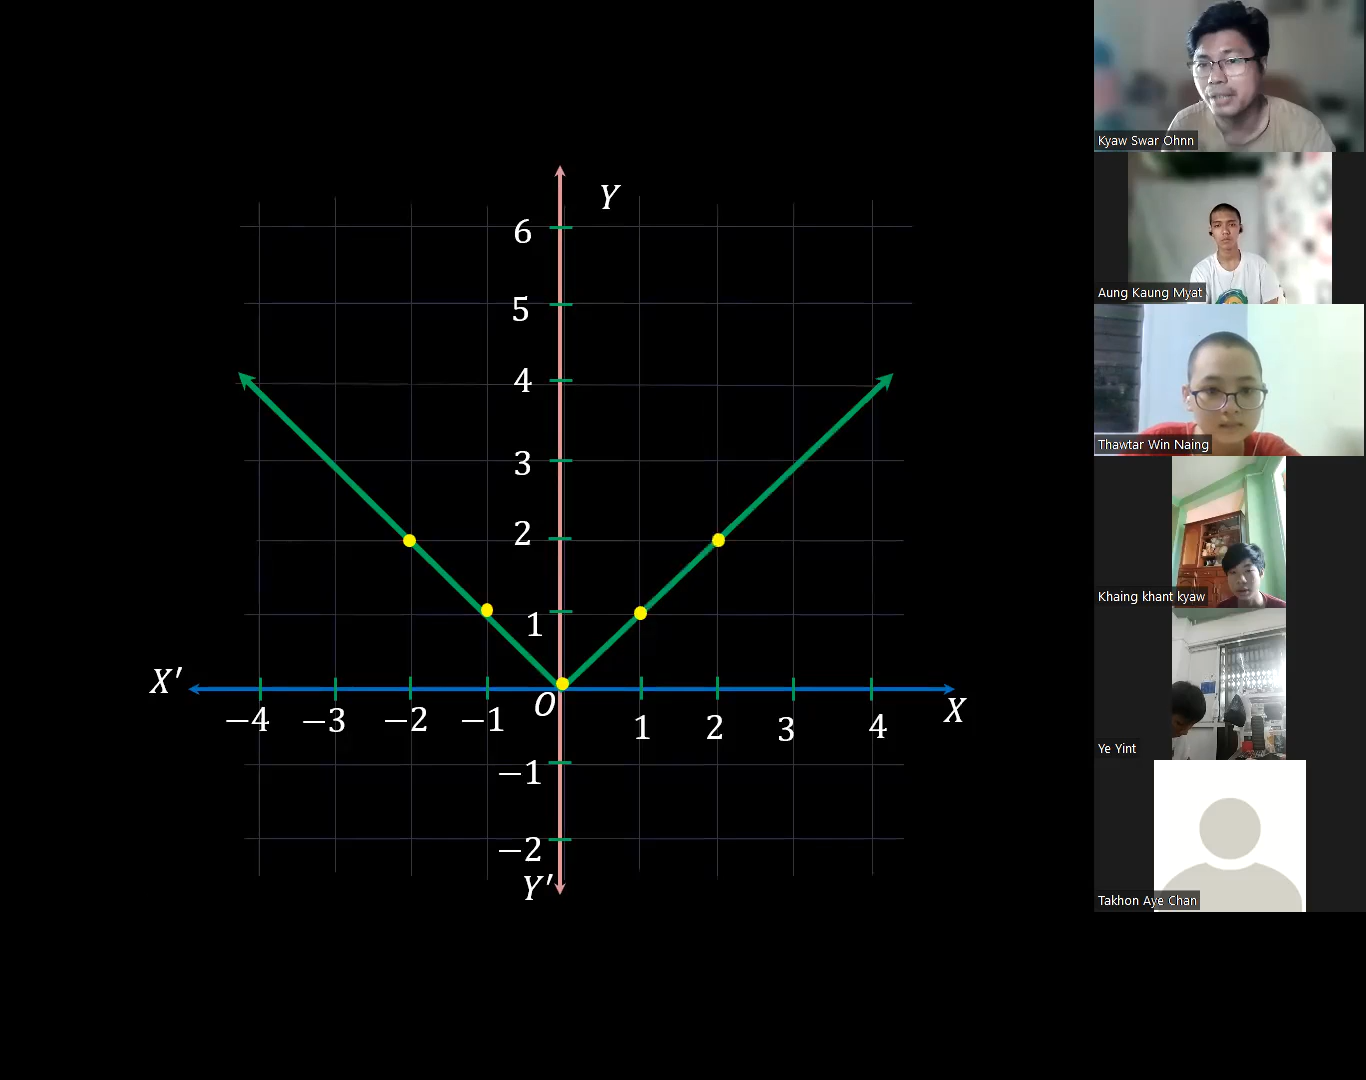 Y
6
5
4
3
2
1
X′
O
X
−4 −3 −2 −1 1 2 3 4
−1
−2
Y′
Kyaw Swar Ohnn
Aung Kaung Myat
Thawtar Win Naing
Khaing khant kyaw
Ye Yint
Takhon Aye Chan